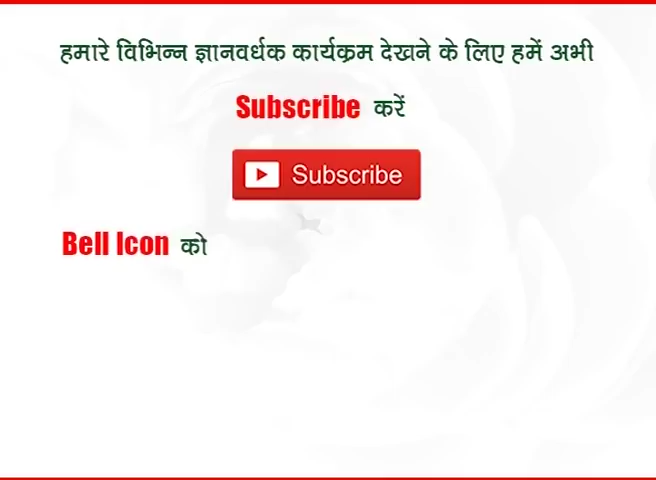 हमारे विभिन्न ज्ञानवर्धक कार्यक्रम देखने के लिए हमें अभी
Subscribe करें
Subscribe
Bell Icon को